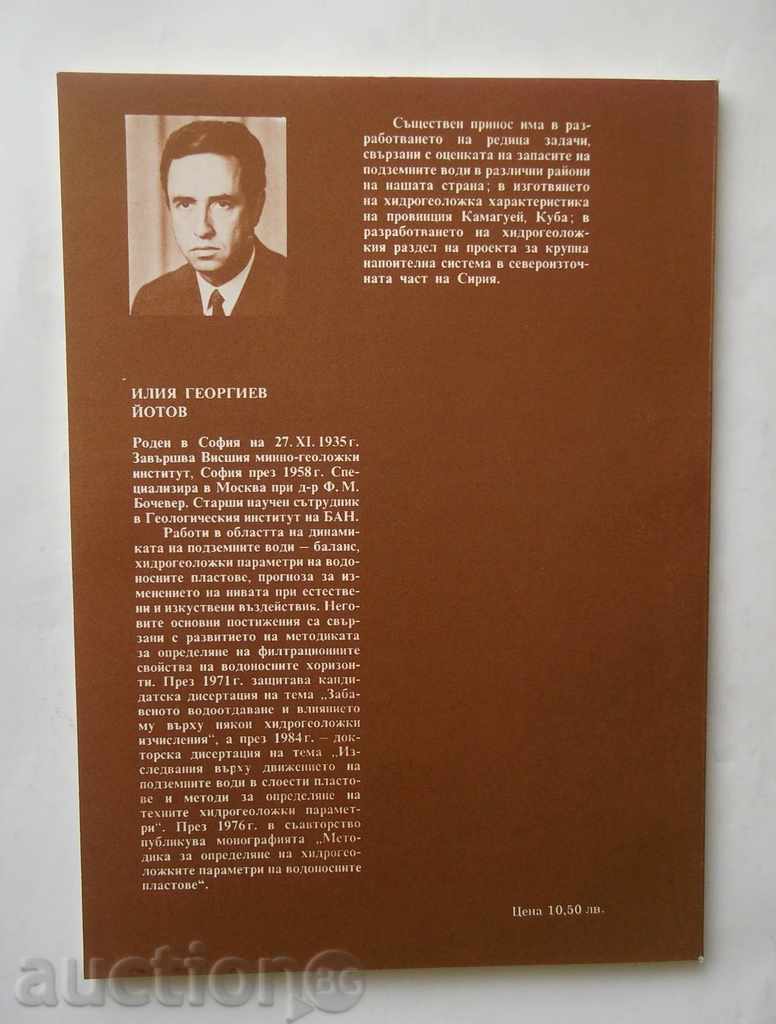 ИЛИЯ ГЕОРГИЕВ
ЙОТОВ
Роден в София на 27. XI. 1935 г.
Завършва Висшия минно-геоложки
институт, София през 1958 г. Спе-
циализира в Москва при д-р Ф. М.
Бочевер. Старши научен сътрудник
в Геологическия институт на БАН.
Работи в областта на динами-
ката на подземните води – баланс,
хидрогеоложки параметри на водо-
носните пластове, прогноза за из-
менението на нивата при естестве-
ни и изкуствени въздействия. Него-
вите основни постижения са свър-
зани с развитието на методиката
за определяне на филтрационните
свойства на водоносните хоризон-
ти. През 1971 г. защитава канди-
датска дисертация на тема „Заба-
веното водоотдаване и влиянието
му върху някои хидрогеоложки
изчисления“, а през 1984 г. – док-
торска дисертация на тема „Из-
следвания върху движението на
подземните води в слоести пласто-
ве и методи за определяне на
техните хидрогеоложки парамет-
ри“. През 1976 г. в съавторство
публикува монографията „Мето-
дика за определяне на хидрогео-
ложките параметри на водоносните
пластове“.
Съществен принос има в раз-
работването на редица задачи,
свързани с оценката на запасите на
подземните води в различни райони
на нашата страна; в изготвянето
на хидрогеоложка характеристика
на провинция Камагуей, Куба; в
разработването на хидрогеолож-
кия раздел на проекта за крупна
напоителна система в североизточ-
ната част на Сирия.
Цена 10,50 лв.
auction BG